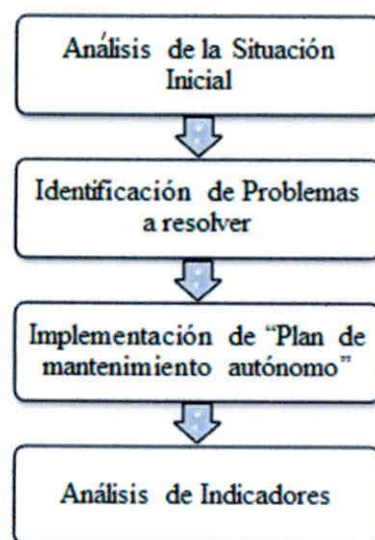 Análisis de la Situación
Inicial
Identificación de Problemas
a resolver
Implementación de “Plan de
mantenimiento autónomo”
Análisis de Indicadores